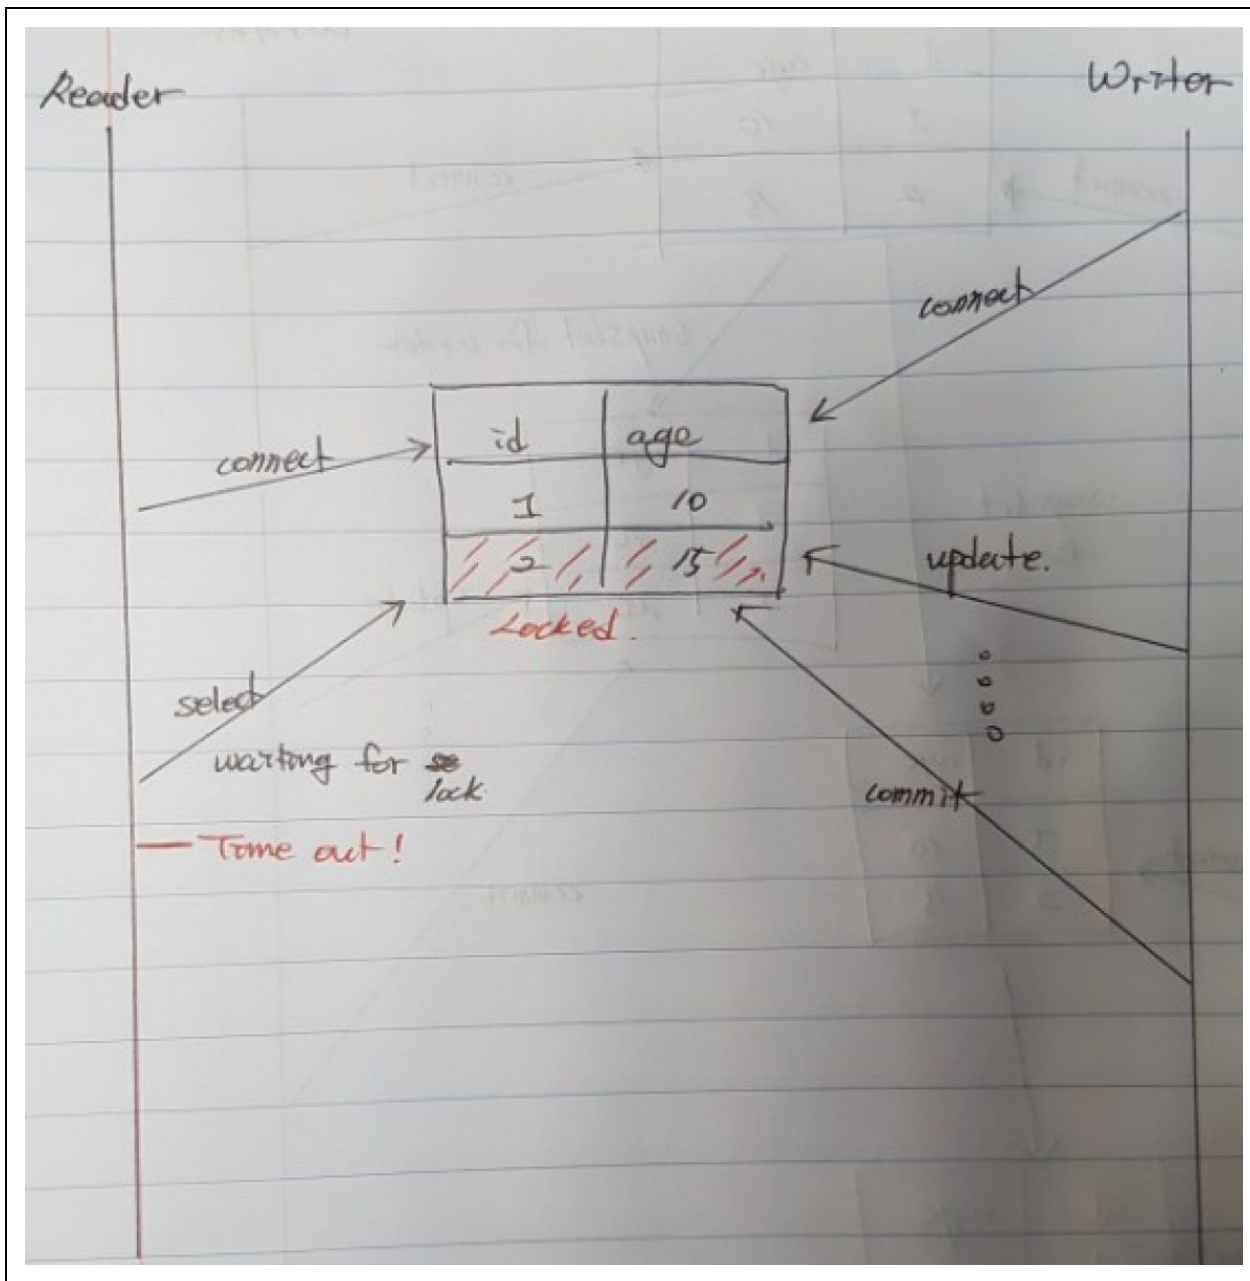 Reader
Writer
connect
connect
id age
1 10
2 15
update.
Locked.
select
waiting for
lock
commit
Time out!